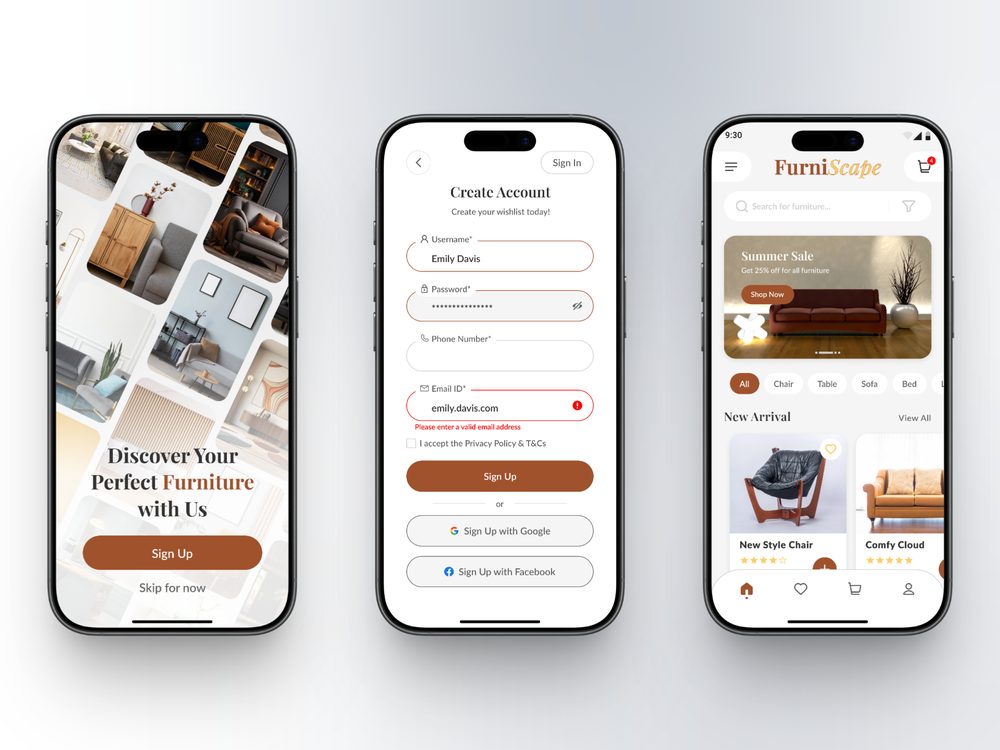 Discover Your
Perfect Furniture
with Us
Sign Up
Skip for now
Sign In
Create Account
Create your wishlist today!
Username*
Emily Davis
Password*
***************
Phone Number*
Email ID*
emily.davis.com
Please enter a valid email address
I accept the Privacy Policy & T&Cs
Sign Up
or
Sign Up with Google
Sign Up with Facebook
9:30
FurniScape
4
Search for furniture...
Summer Sale
Get 25% off for all furniture
Shop Now
All Chair Table Sofa Bed L
New Arrival View All
New Style Chair Comfy Cloud